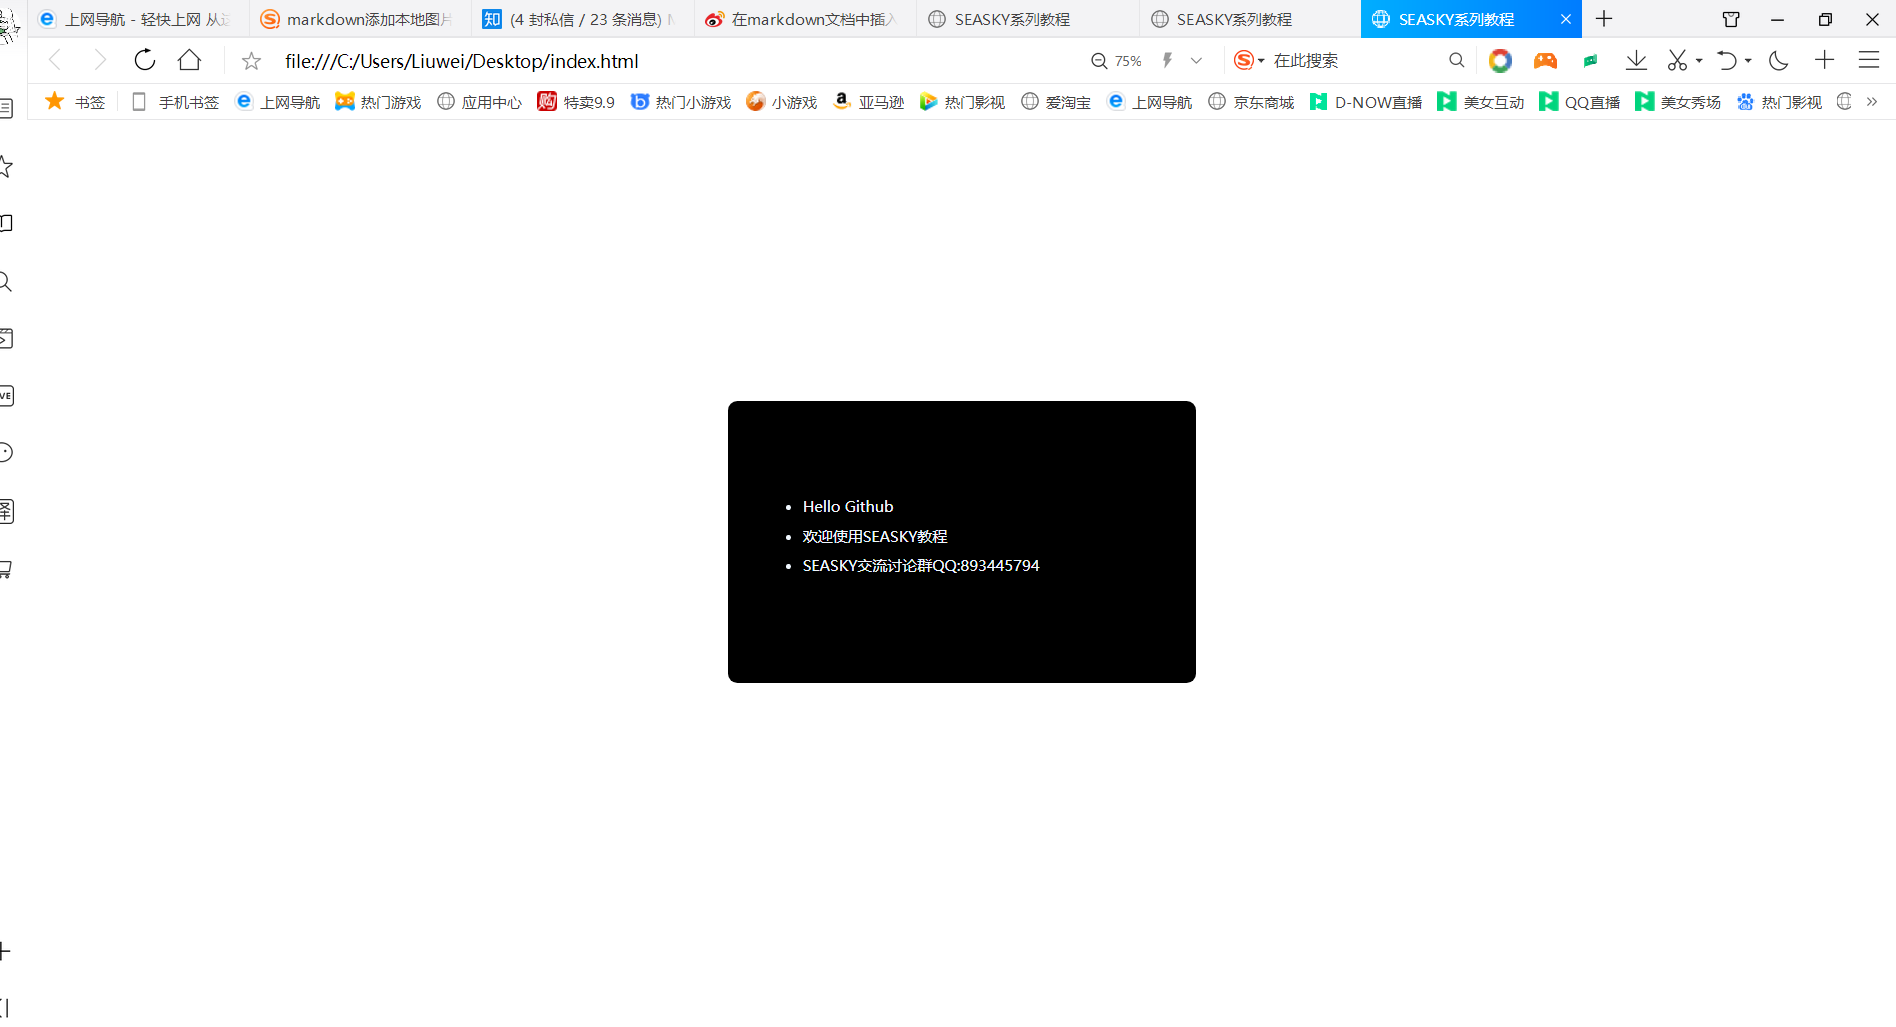 上网导航 - 轻快上网 从这
markdown添加本地图片
(4 封私信 / 23 条消息)
在markdown文档中插入
SEASKY系列教程
SEASKY系列教程
SEASKY系列教程
file:///C:/Users/Liuwei/Desktop/index.html
75%
在此搜索
书签
手机书签
上网导航
热门游戏
应用中心
特卖9.9
热门小游戏
小游戏
亚马逊
热门影视
爱淘宝
上网导航
京东商城
D-NOW直播
美女互动
QQ直播
美女秀场
热门影视
Hello Github
欢迎使用SEASKY教程
SEASKY交流讨论群QQ:893445794